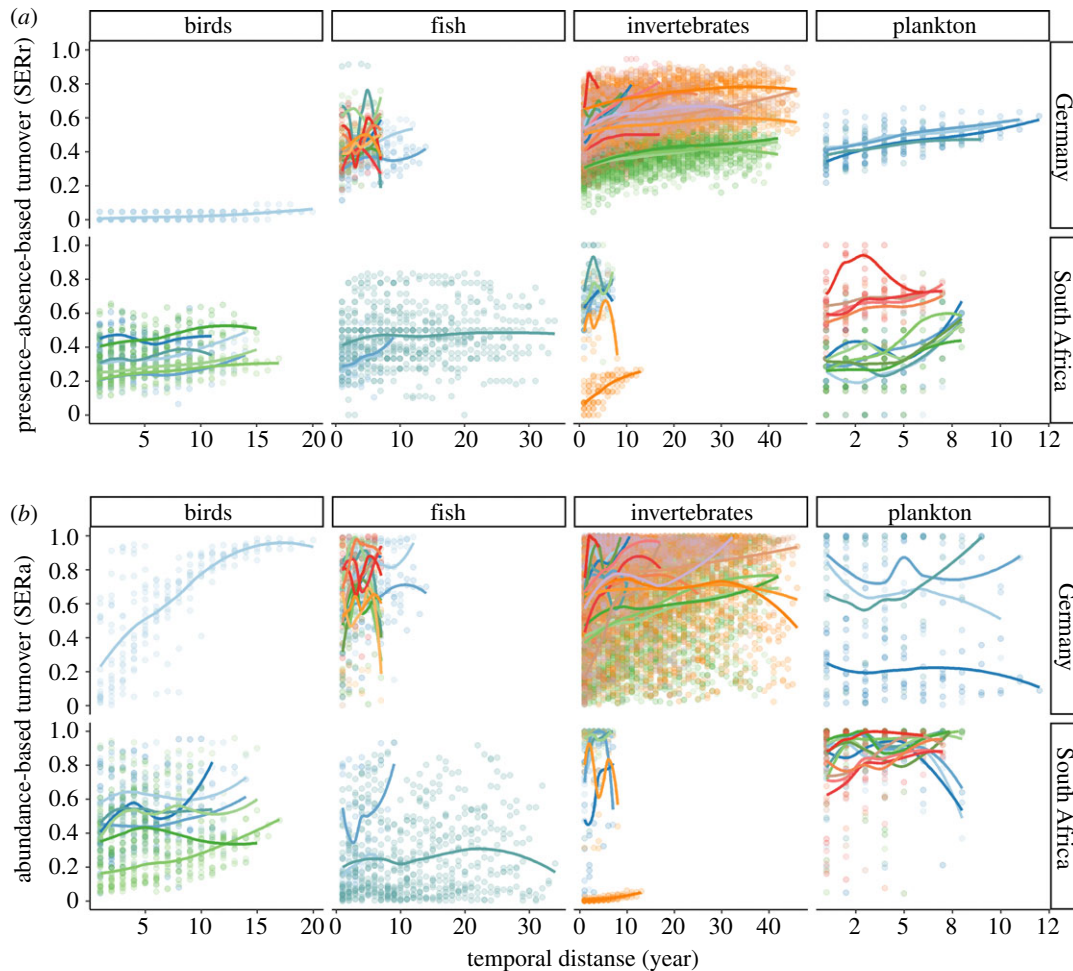 (a)
birds fish invertebrates plankton
presence–absence-based turnover (SERr)
1.0
0.8
0.6
0.4
0.2
0
Germany
1.0
0.8
0.6
0.4
0.2
0
South Africa
5 10 15 20 0 10 20 30 0 10 20 30 40 2 5 8 10 12
(b)
birds fish invertebrates plankton
abundance-based turnover (SERa)
1.0
0.8
0.6
0.4
0.2
0
Germany
1.0
0.8
0.6
0.4
0.2
0
South Africa
5 10 15 20 0 10 20 30 0 10 20 30 40 2 5 8 10 12
temporal distanse (year)